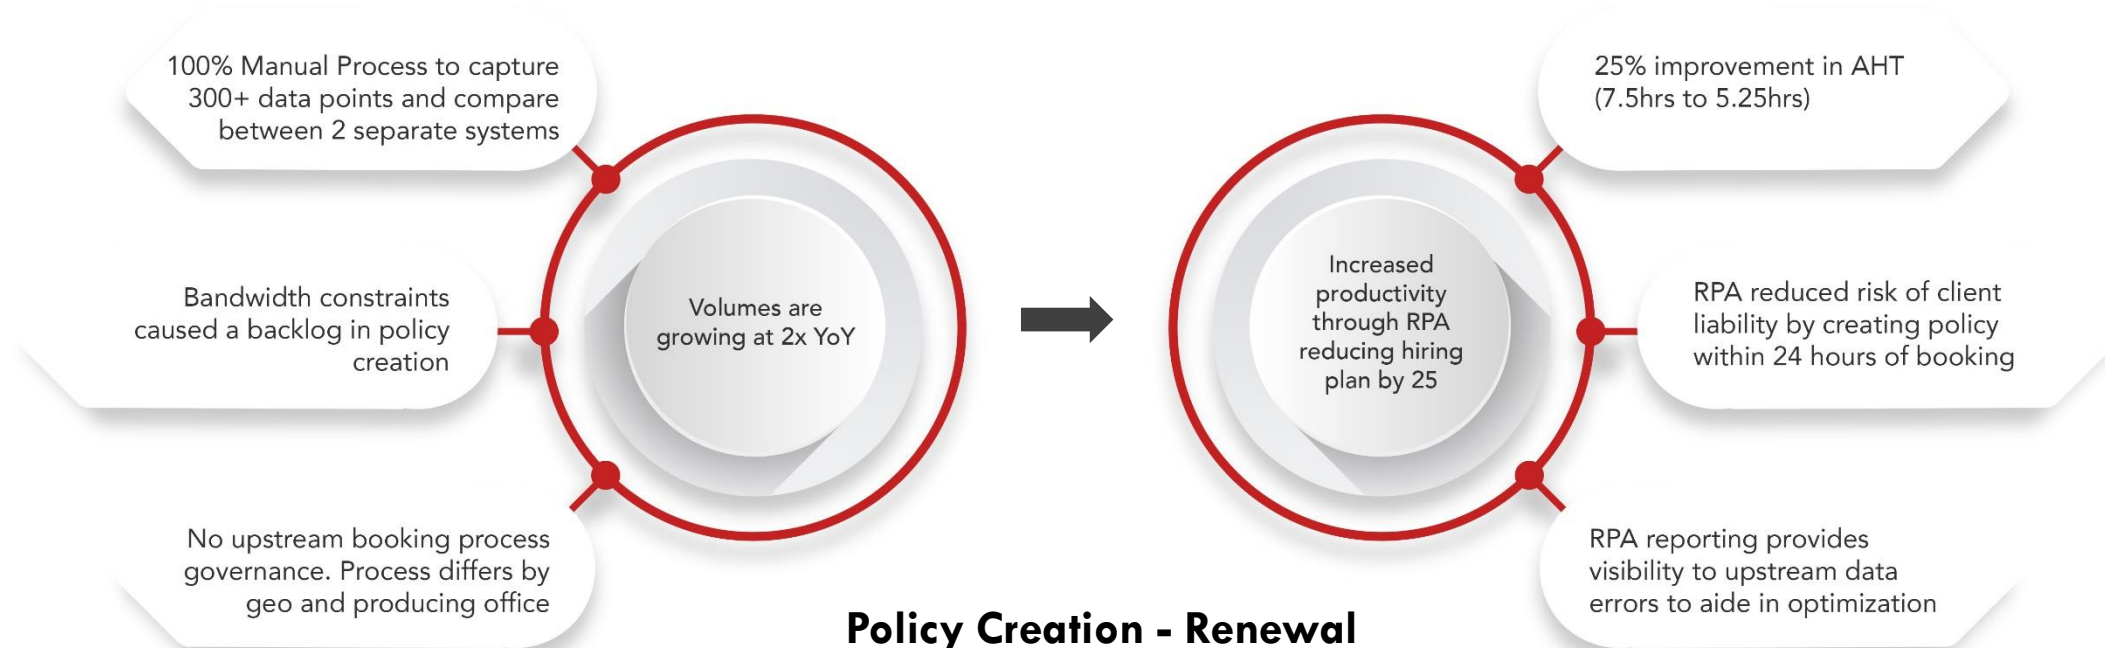 100% Manual Process to capture
300+ data points and compare
between 2 separate systems
Bandwidth constraints
caused a backlog in policy
creation
No upstream booking process
governance. Process differs by
geo and producing office
Volumes are
growing at 2x YoY
Increased
productivity
through RPA
reducing hiring
plan by 25
25% improvement in AHT
(7.5hrs to 5.25hrs)
RPA reduced risk of client
liability by creating policy
within 24 hours of booking
RPA reporting provides
visibility to upstream data
errors to aide in optimization
Policy Creation - Renewal